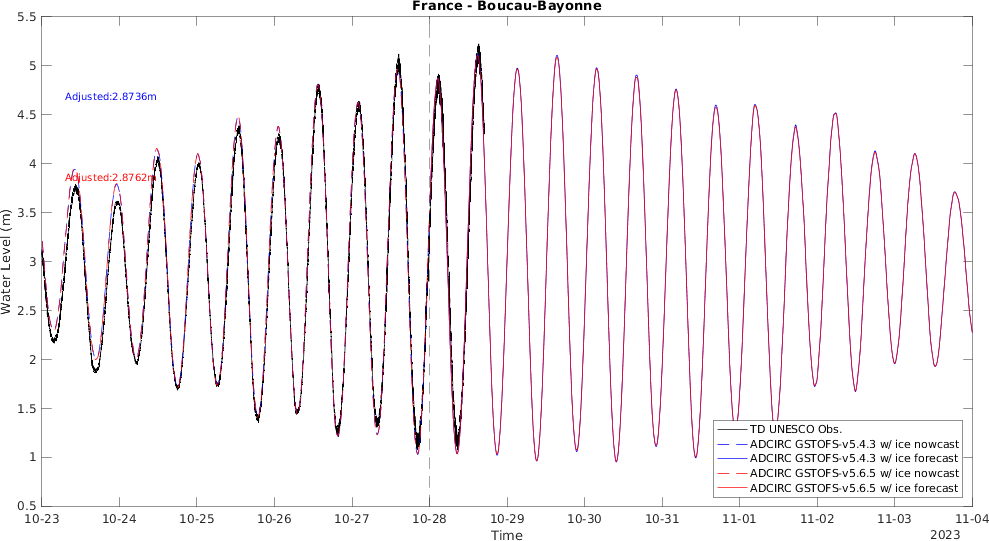 France - Boucau-Bayonne
5.5
5
4.5
4
3.5
3
2.5
2
1.5
1
0.5
Water Level (m)
Adjusted:2.8736m
Adjusted:2.8762m
TD UNESCO Obs.
ADCIRC GSTOFS-v5.4.3 w/ ice nowcast
ADCIRC GSTOFS-v5.4.3 w/ ice forecast
ADCIRC GSTOFS-v5.6.5 w/ ice nowcast
ADCIRC GSTOFS-v5.6.5 w/ ice forecast
10-23 10-24 10-25 10-26 10-27 10-28 10-29 10-30 10-31 11-01 11-02 11-03 11-04
Time
2023